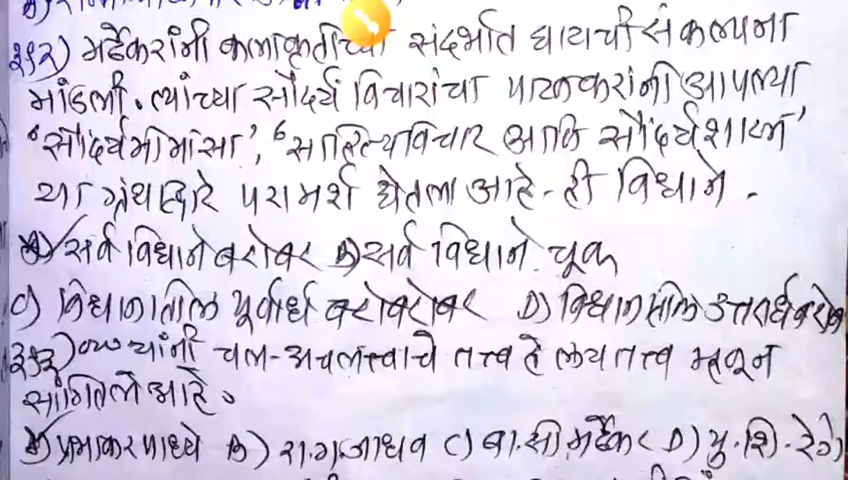 ३१२) मर्ढेकरांनी कलाकृतीच्या संदर्भात घाटाची संकल्पना
मांडली. त्यांच्या सौंदर्य विचारांचा पाटणकरांनी आपल्या
'सौंदर्यमीमांसा', 'साहित्यविचार आणि सौंदर्यशास्त्र'
या ग्रंथाद्वारे परामर्श घेतला आहे - ही विधाने .
A) सर्व विधाने बरोबर B) सर्व विधाने चूक
C) विधानातील पूर्वार्ध बरोबर D) विधानातील उत्तरार्ध बरोबर
३१३) यांनी चल-अचलत्त्वाचे तत्त्व हे लयतत्त्व म्हणून
सांगितले आहे.
A) प्रभाकर पाध्ये B) रा.ग.जाधव C) बा.सी.मर्ढेकर D) पु.शि.रेगे